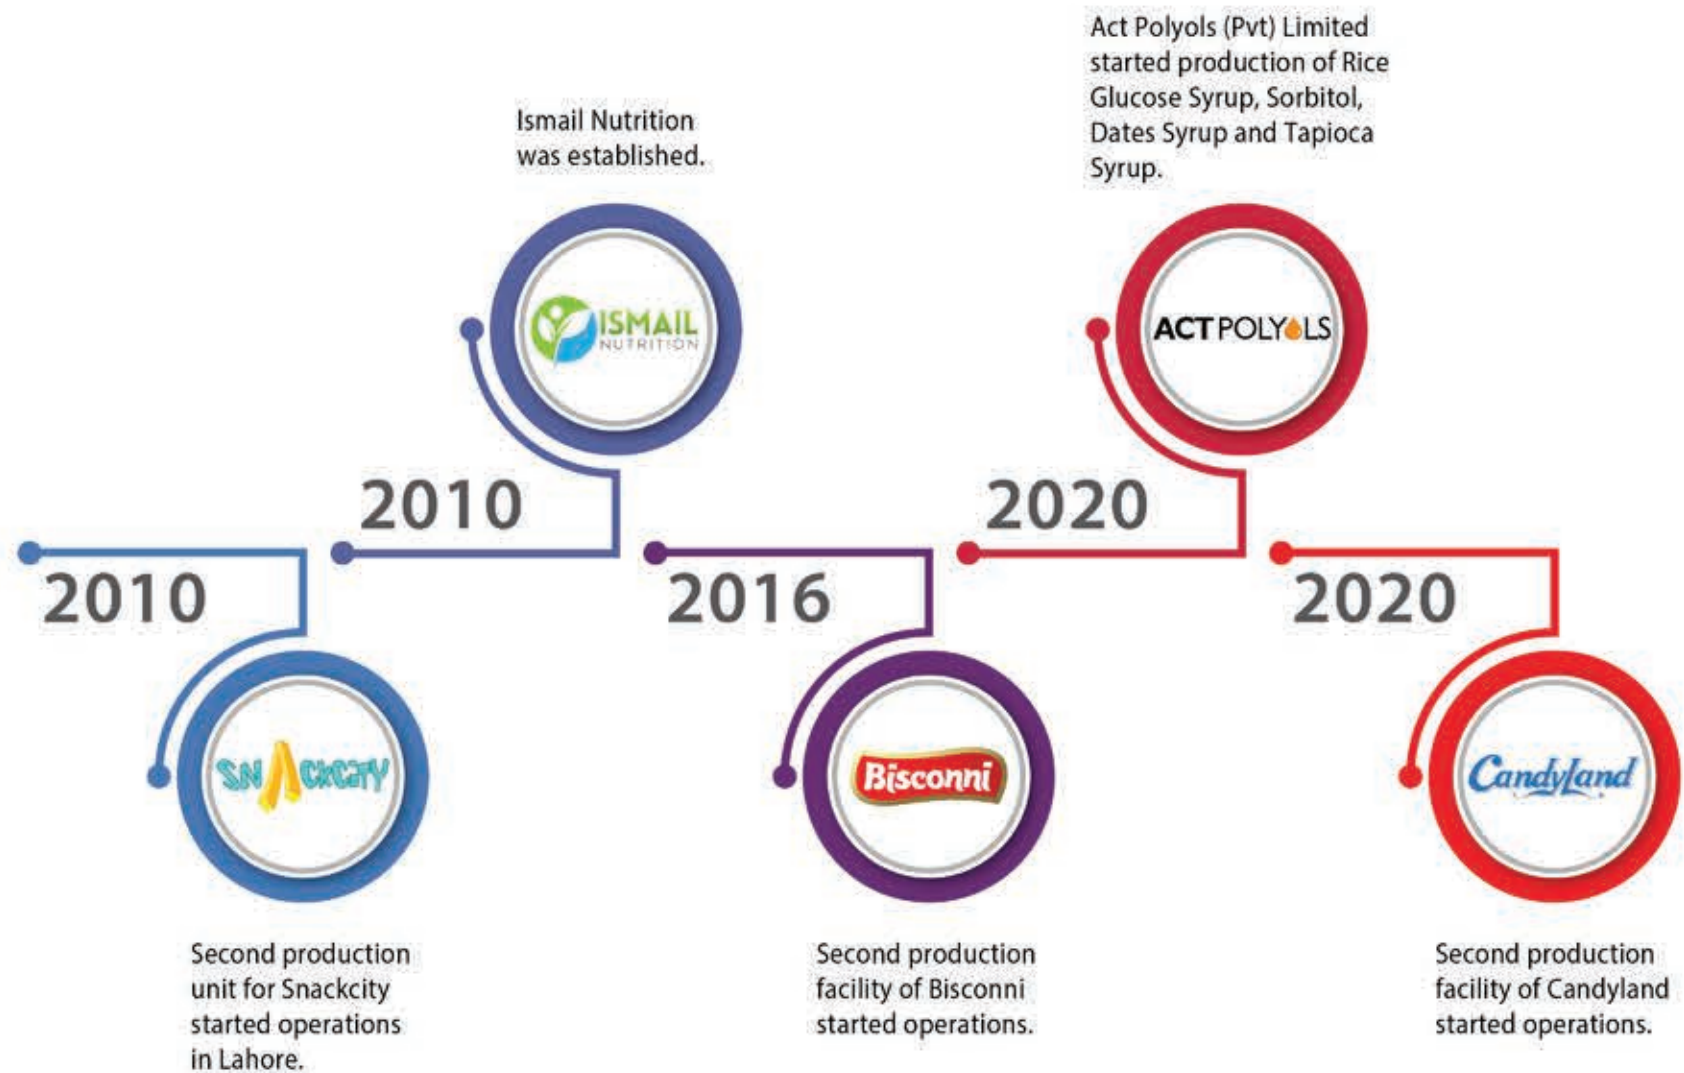 2010
SNACKCITY
Second production
unit for Snackcity
started operations
in Lahore.
Ismail Nutrition
was established.
ISMAIL
NUTRITION
2010
2016
Bisconni
Second production
facility of Bisconni
started operations.
Act Polyols (Pvt) Limited
started production of Rice
Glucose Syrup, Sorbitol,
Dates Syrup and Tapioca
Syrup.
ACTPOLYOLS
2020
2020
CandyLand
Second production
facility of Candyland
started operations.